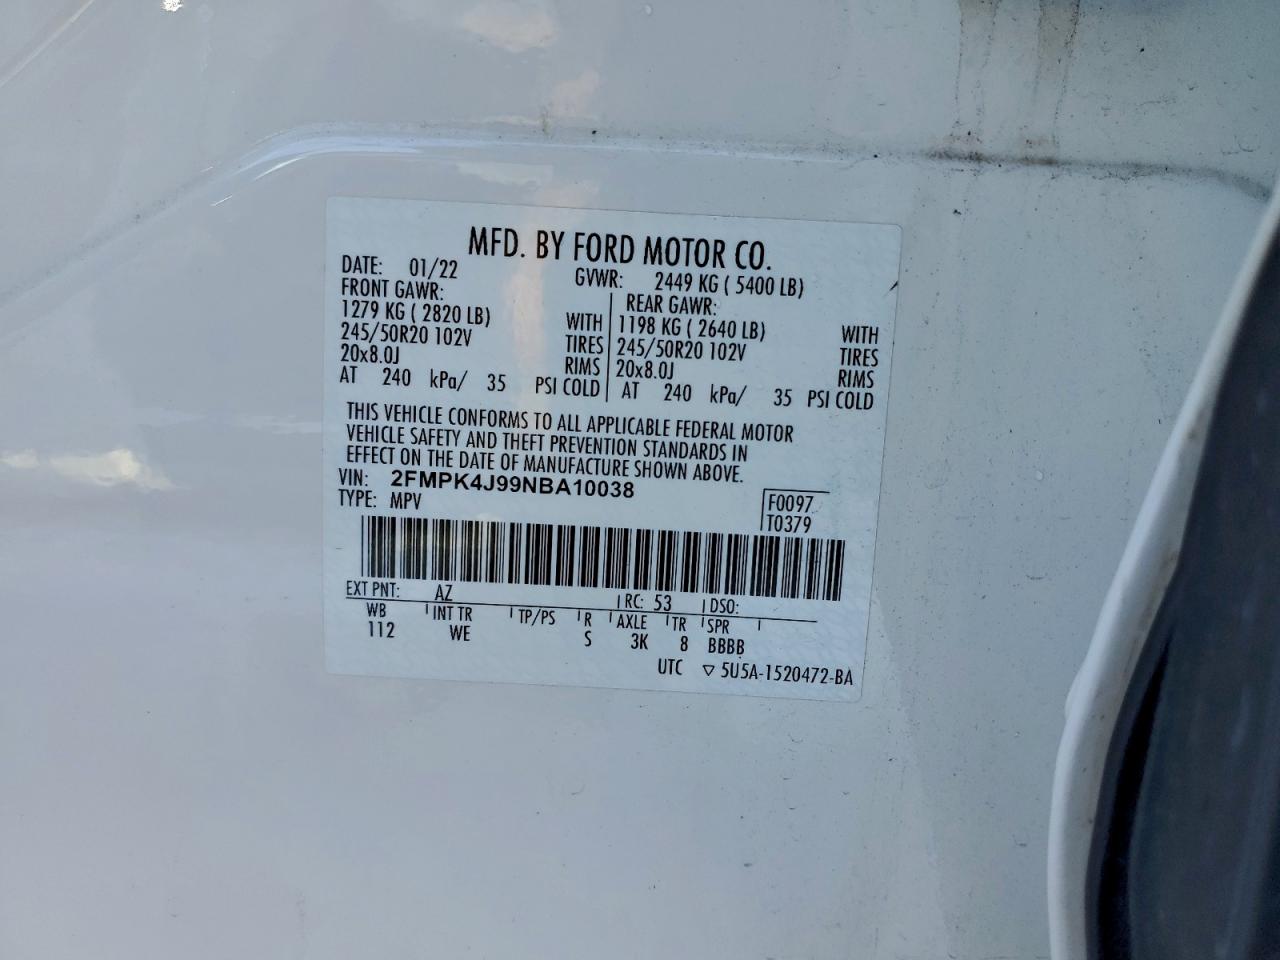 MFD. BY FORD MOTOR CO.
DATE: 01/22 GVWR: 2449 KG ( 5400 LB)
FRONT GAWR: REAR GAWR:
1279 KG ( 2820 LB) WITH 1198 KG ( 2640 LB) WITH
245/50R20 102V TIRES 245/50R20 102V TIRES
20x8.0J RIMS 20x8.0J RIMS
AT 240 kPa/ 35 PSI COLD AT 240 kPa/ 35 PSI COLD
THIS VEHICLE CONFORMS TO ALL APPLICABLE FEDERAL MOTOR
VEHICLE SAFETY AND THEFT PREVENTION STANDARDS IN
EFFECT ON THE DATE OF MANUFACTURE SHOWN ABOVE.
VIN: 2FMPK4J99NBA10038 F0097
TYPE: MPV T0379
EXT PNT: AZ RC: 53 DSO:
WB INT TR TP/PS R AXLE TR SPR
112 WE S 3K 8 BBBB
UTC ▽ 5U5A-1520472-BA